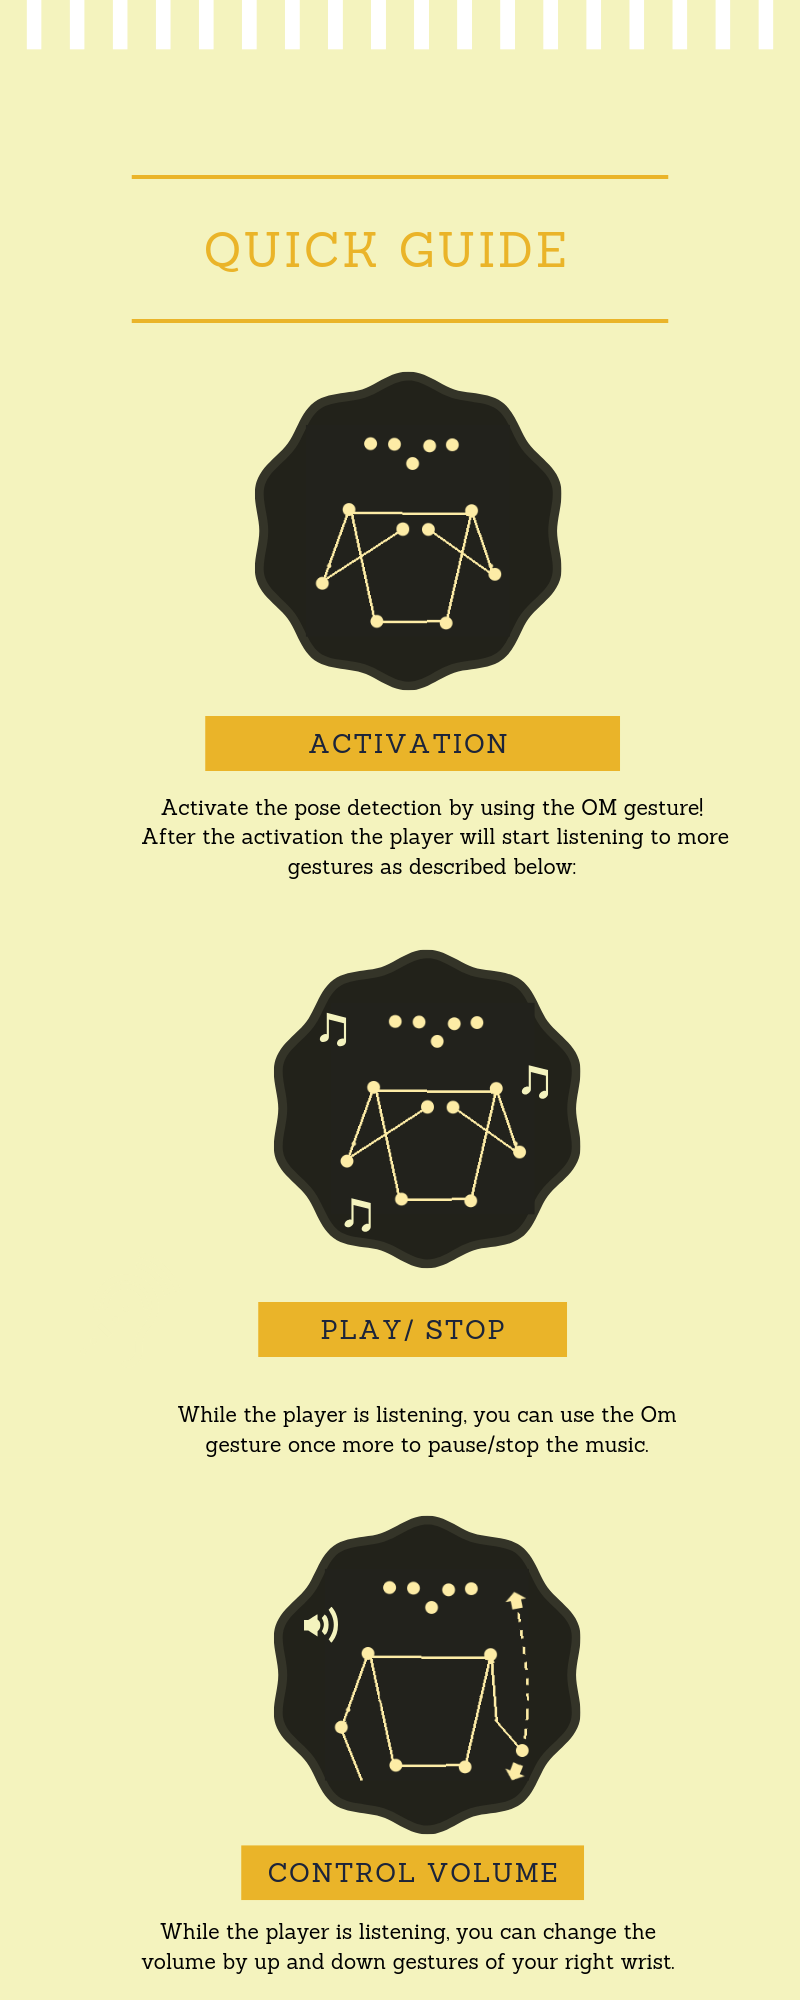 QUICK GUIDE
ACTIVATION
Activate the pose detection by using the OM gesture!
After the activation the player will start listening to more
gestures as described below:
PLAY/ STOP
While the player is listening, you can use the Om
gesture once more to pause/stop the music.
CONTROL VOLUME
While the player is listening, you can change the
volume by up and down gestures of your right wrist.